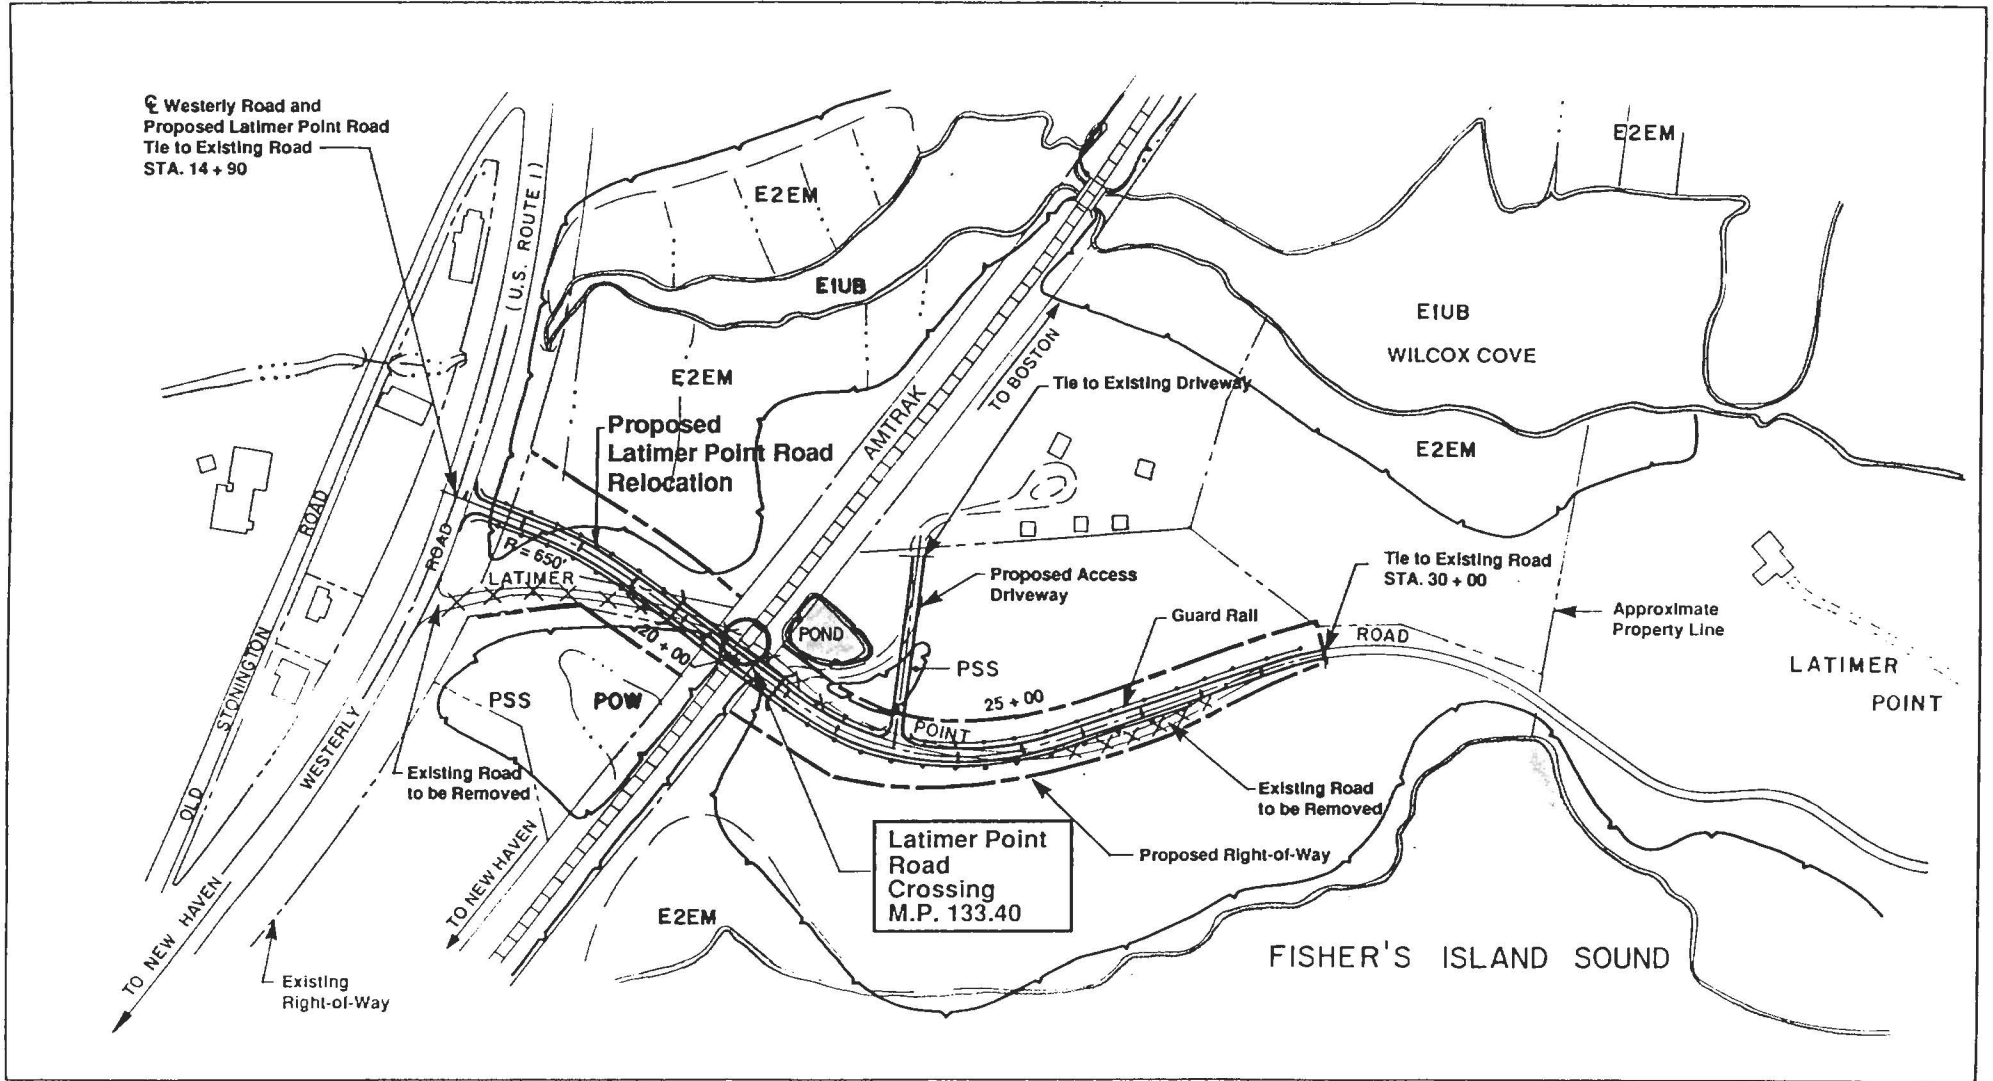 ℄ Westerly Road and
Proposed Latimer Point Road
Tie to Existing Road
STA. 14 + 90
(U.S. ROUTE 1)
E2EM
E2EM
E1UB
E1UB
WILCOX COVE
E2EM
E2EM
AMTRAK
TO BOSTON
Tie to Existing Driveway
Proposed
Latimer Point Road
Relocation
ROAD
ROAD
R = 650'
LATIMER
20 + 00
POND
Proposed Access
Driveway
Guard Rail
Tie to Existing Road
STA. 30 + 00
ROAD
Approximate
Property Line
LATIMER
POINT
PSS
25 + 00
POINT
PSS
POW
STONINGTON
OLD
WESTERLY
Existing Road
to be Removed
Existing Road
to be Removed
Proposed Right-of-Way
Latimer Point
Road
Crossing
M.P. 133.40
TO NEW HAVEN
TO NEW HAVEN
E2EM
FISHER'S ISLAND SOUND
Existing
Right-of-Way